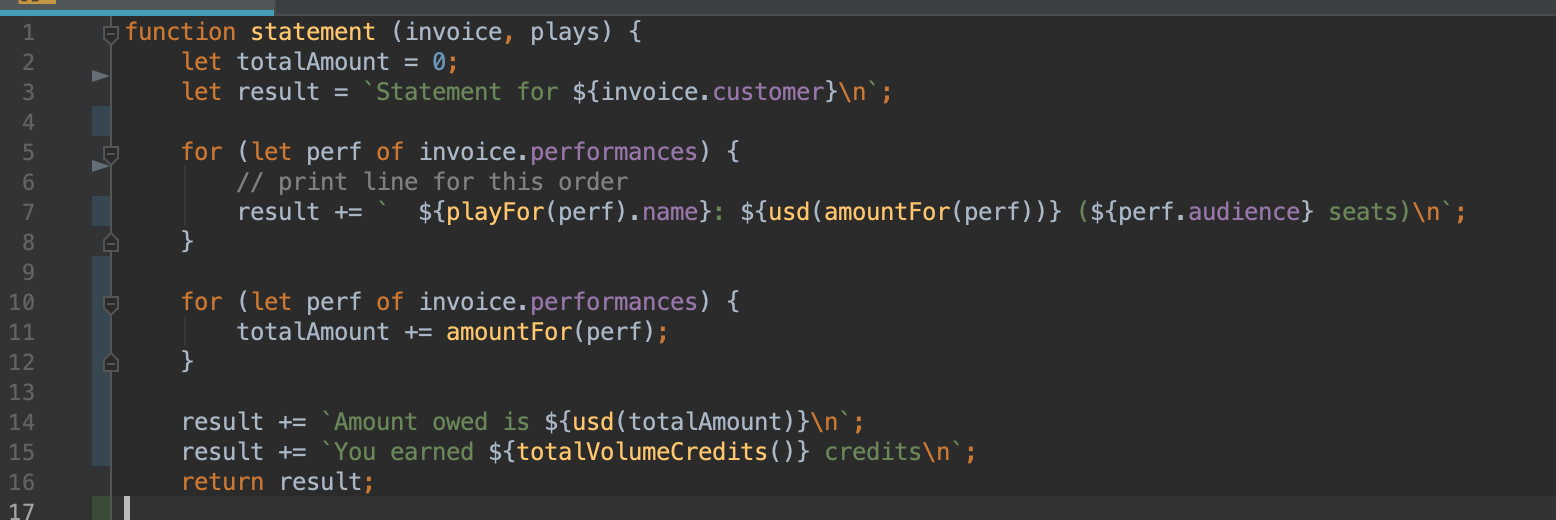 1 function statement (invoice, plays) {
2     let totalAmount = 0;
3     let result = `Statement for ${invoice.customer}\n`;
4
5     for (let perf of invoice.performances) {
6         // print line for this order
7         result += `  ${playFor(perf).name}: ${usd(amountFor(perf))} (${perf.audience} seats)\n`;
8     }
9
10     for (let perf of invoice.performances) {
11         totalAmount += amountFor(perf);
12     }
13
14     result += `Amount owed is ${usd(totalAmount)}\n`;
15     result += `You earned ${totalVolumeCredits()} credits\n`;
16     return result;
17